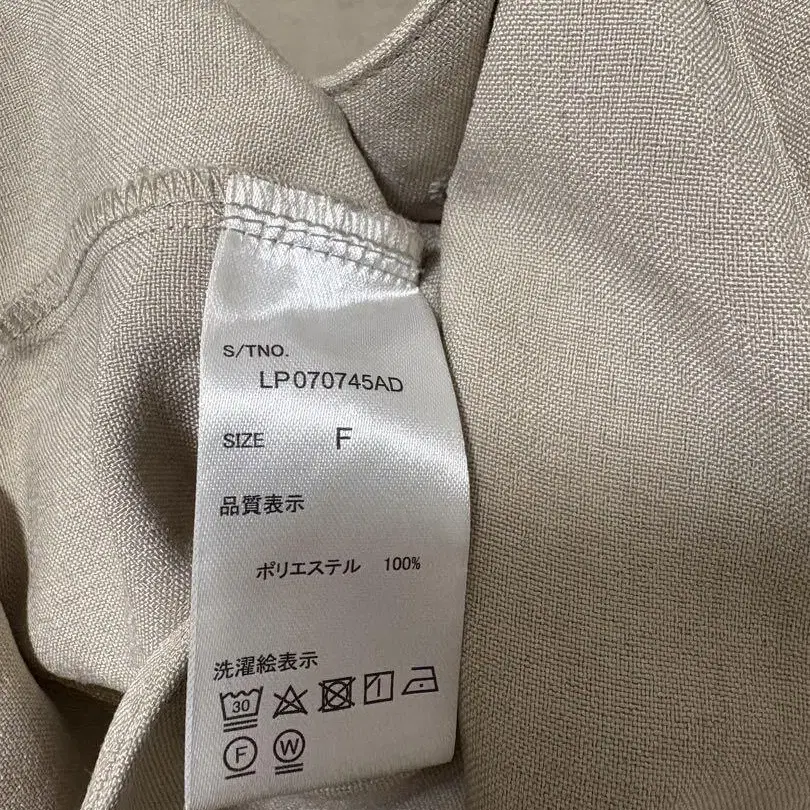 S/TNO.
LP070745AD
SIZE F
品質表示
ポリエステル 100%
洗濯絵表示
30
F W